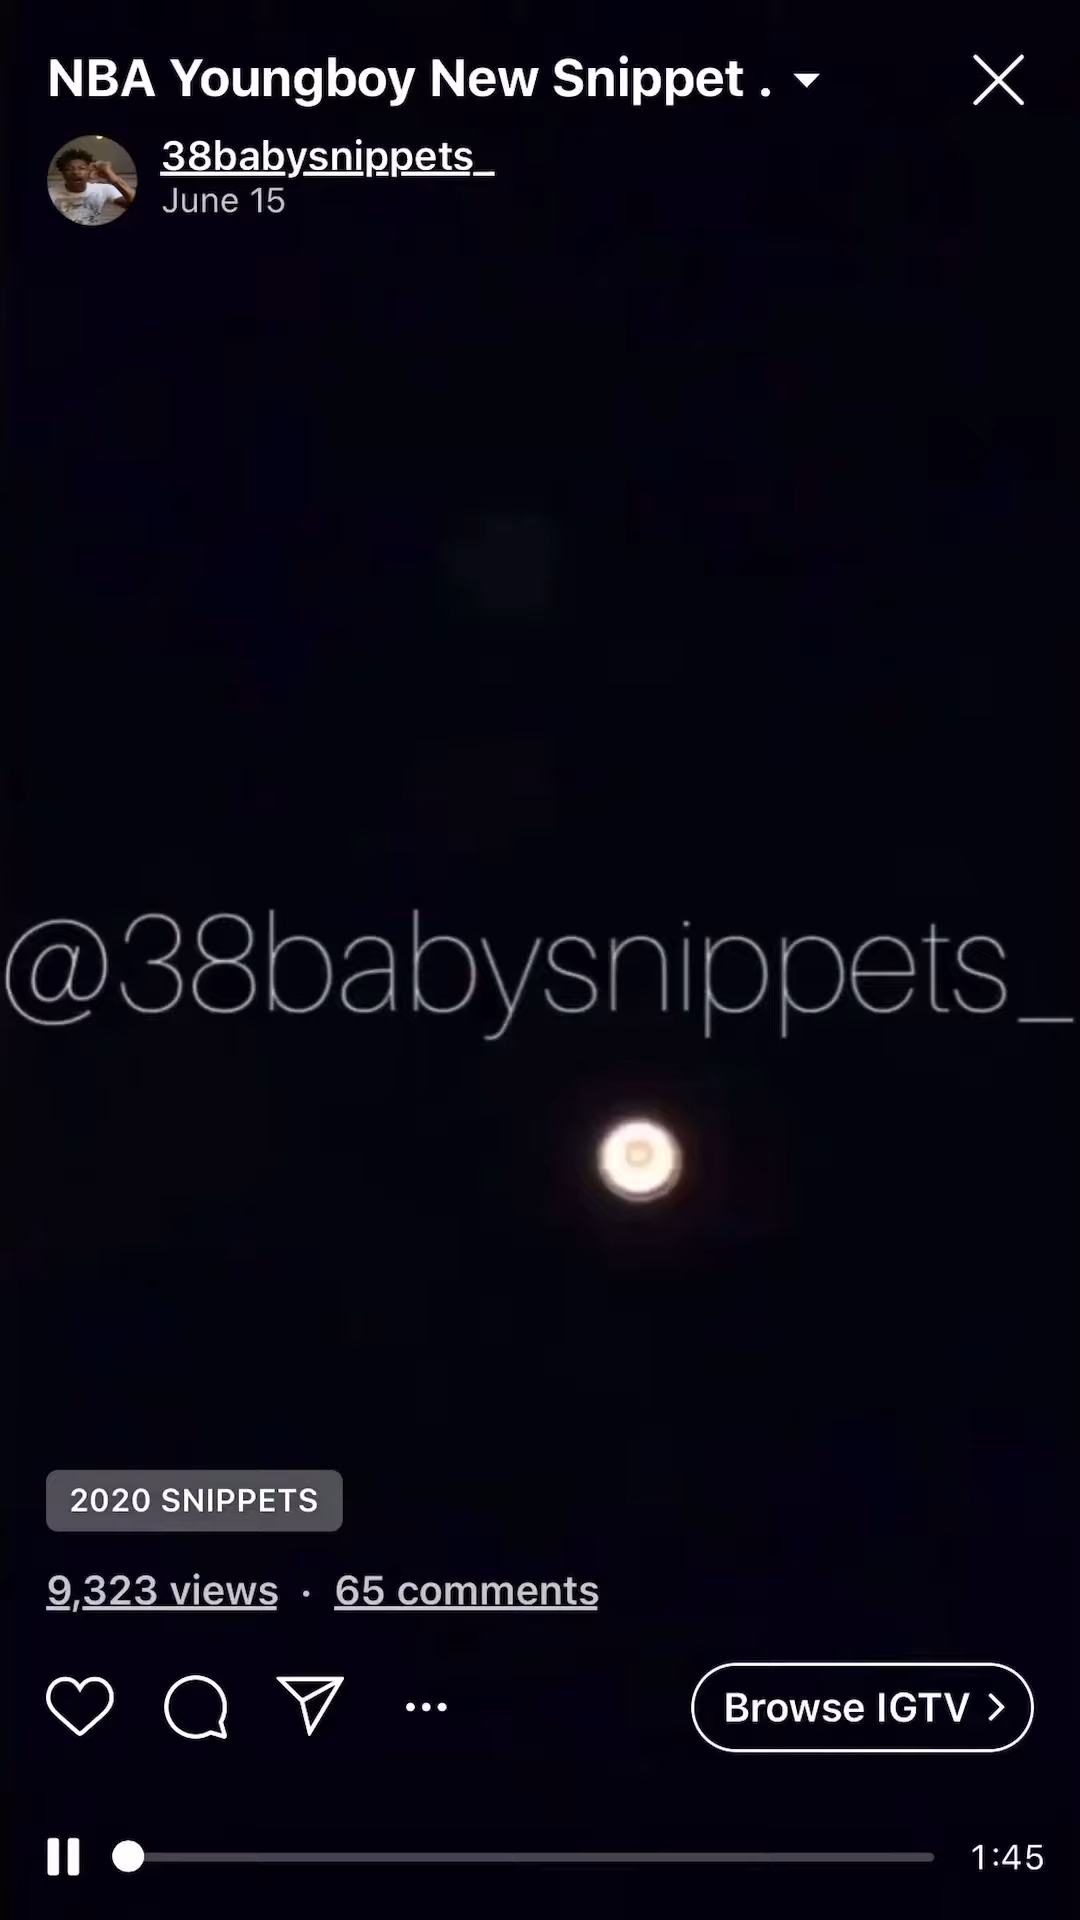 NBA Youngboy New Snippet .
38babysnippets_
June 15
@38babysnippets_
2020 SNIPPETS
9,323 views · 65 comments
Browse IGTV
1:45